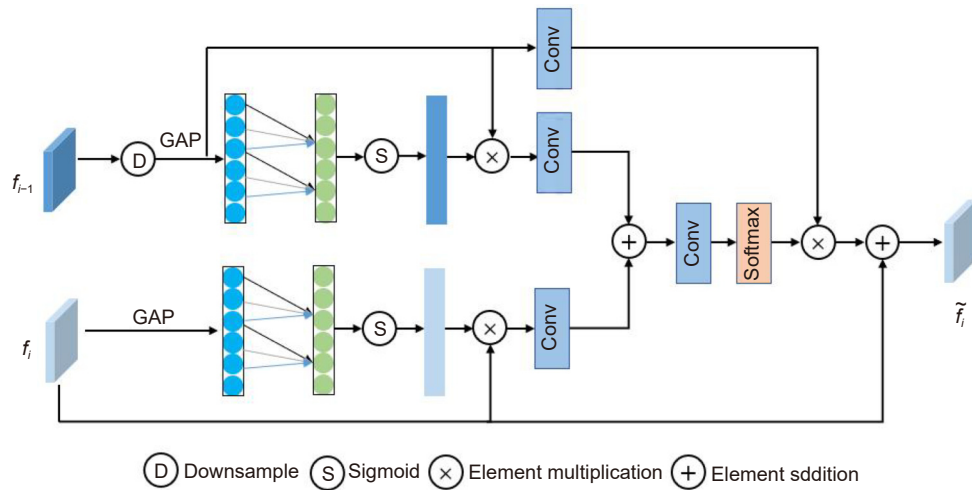 Conv
GAP
D
f_{i−1}
S
×
Conv
+
Conv
Softmax
×
+
f̃_i
GAP
f_i
S
×
Conv
D Downsample S Sigmoid × Element multiplication + Element sddition